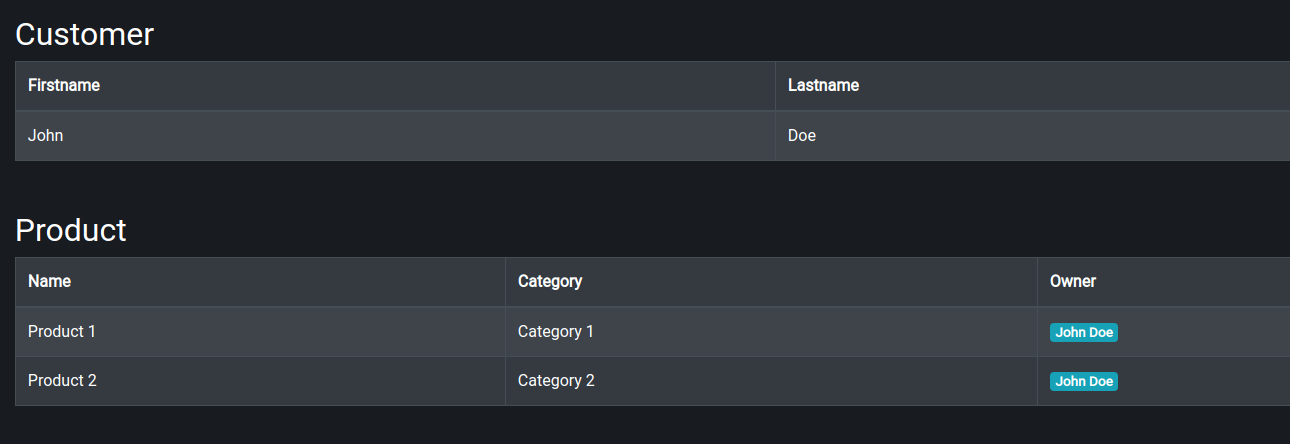 Customer
Firstname Lastname
John Doe
Product
Name Category Owner
Product 1 Category 1 John Doe
Product 2 Category 2 John Doe